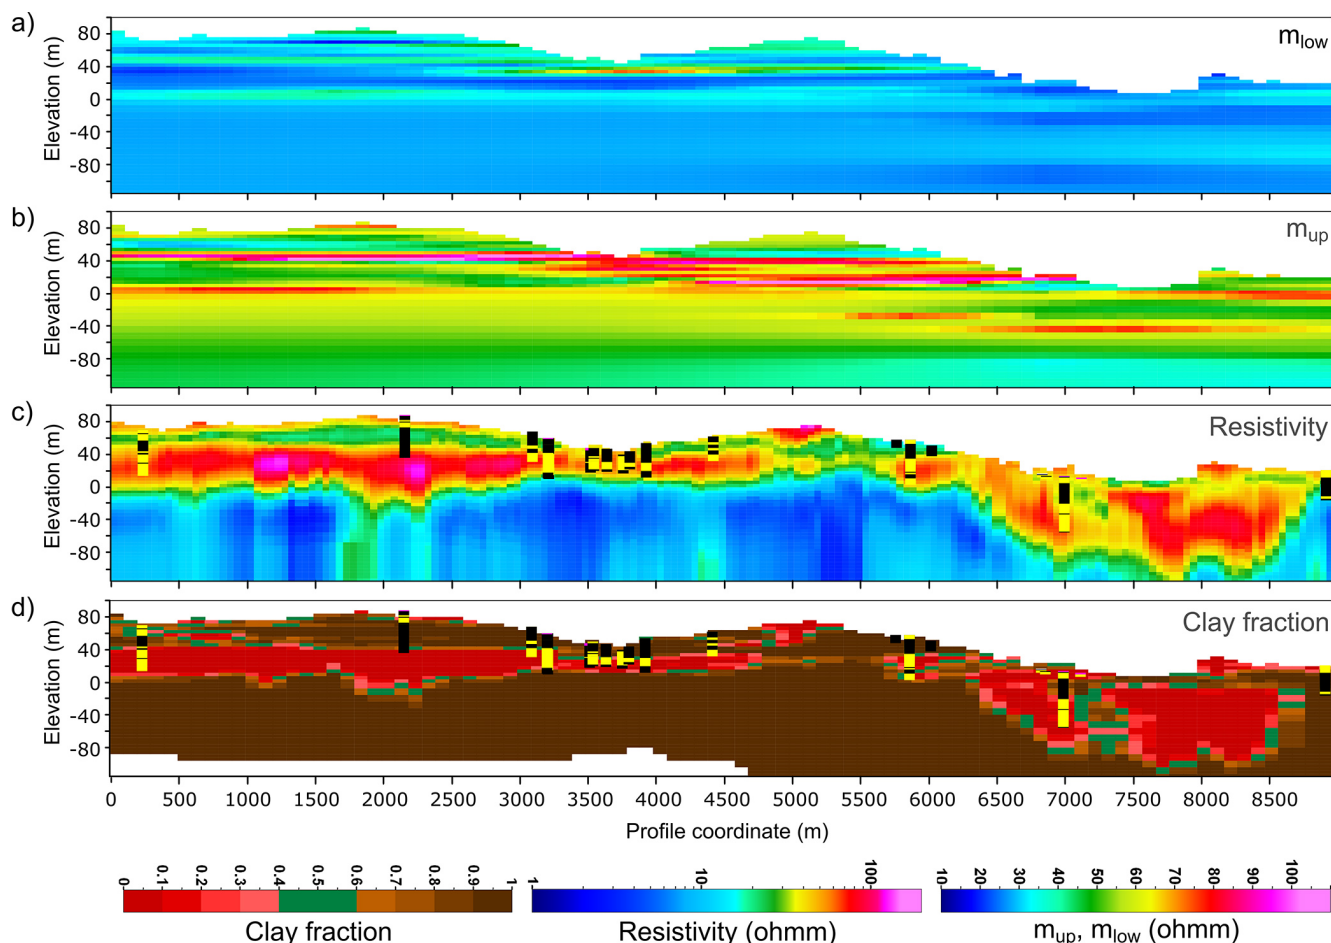 a)
m_low
Elevation (m)
80
40
0
-40
-80
b)
m_up
Elevation (m)
80
40
0
-40
-80
c)
Resistivity
Elevation (m)
80
40
0
-40
-80
d)
Clay fraction
Elevation (m)
80
40
0
-40
-80
0 500 1000 1500 2000 2500 3000 3500 4000 4500 5000 5500 6000 6500 7000 7500 8000 8500
Profile coordinate (m)
0 0.1 0.2 0.3 0.4 0.5 0.6 0.7 0.8 0.9 1
Clay fraction
1 10 100
Resistivity (ohmm)
10 20 30 40 50 60 70 80 90 100
m_up, m_low (ohmm)